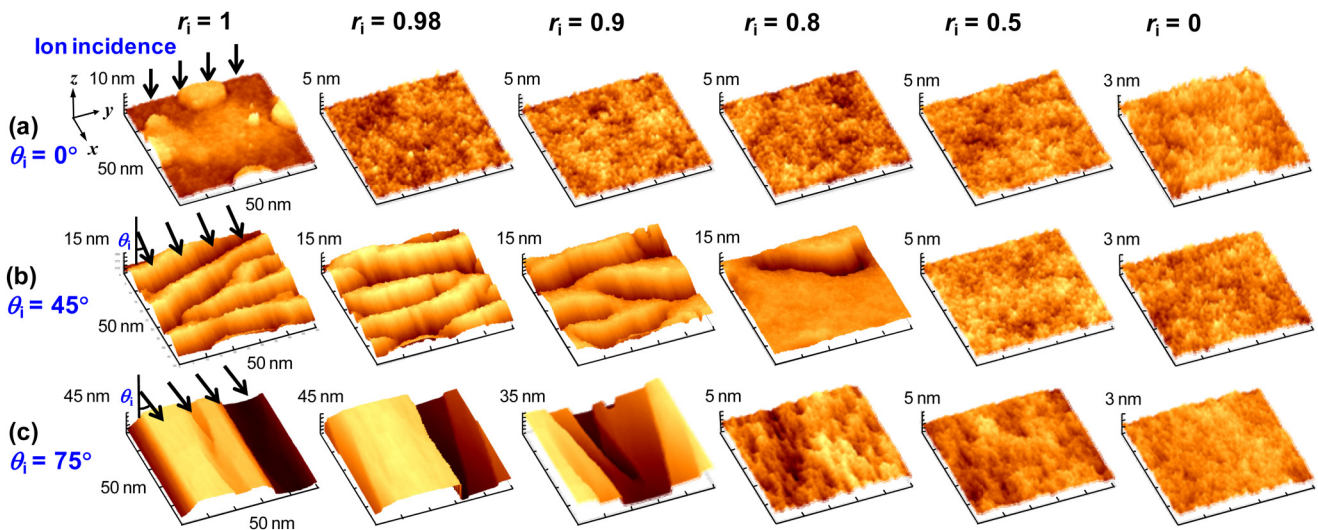 r_i = 1
r_i = 0.98
r_i = 0.9
r_i = 0.8
r_i = 0.5
r_i = 0
Ion incidence
(a)
θ_i = 0°
10 nm
z
y
x
50 nm
50 nm
5 nm
5 nm
5 nm
5 nm
3 nm
(b)
θ_i = 45°
θ_i
15 nm
50 nm
50 nm
15 nm
15 nm
15 nm
5 nm
3 nm
(c)
θ_i = 75°
θ_i
45 nm
50 nm
50 nm
45 nm
35 nm
5 nm
5 nm
3 nm